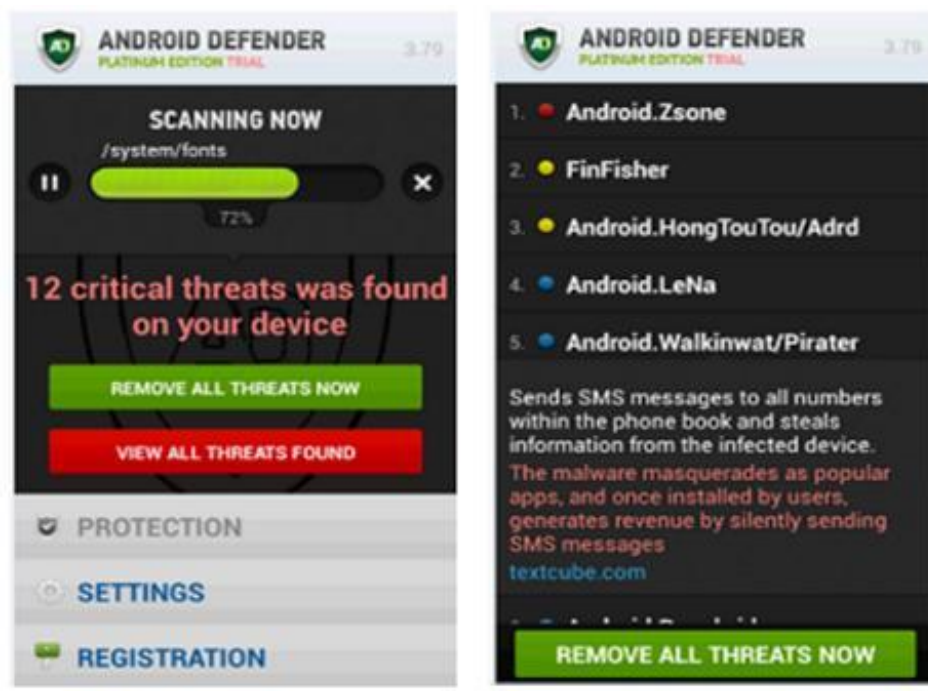 ANDROID DEFENDER
PLATINUM EDITION TRIAL
3.79
SCANNING NOW
/system/fonts
72%
12 critical threats was found
on your device
REMOVE ALL THREATS NOW
VIEW ALL THREATS FOUND
PROTECTION
SETTINGS
REGISTRATION
ANDROID DEFENDER
PLATINUM EDITION TRIAL
3.79
1. Android.Zsone
2. FinFisher
3. Android.HongTouTou/Adrd
4. Android.LeNa
5. Android.Walkinwat/Pirater
Sends SMS messages to all numbers
within the phone book and steals
information from the infected device.
The malware masquerades as popular
apps, and once installed by users,
generates revenue by silently sending
SMS messages
textcube.com
REMOVE ALL THREATS NOW